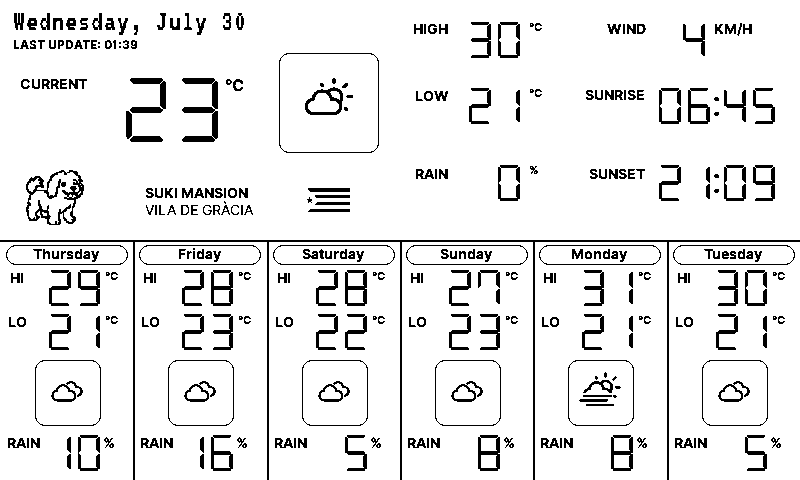 Wednesday, July 30
LAST UPDATE: 01:39
CURRENT 23 °C
SUKI MANSION
VILA DE GRÀCIA
HIGH 30 °C
LOW 21 °C
RAIN 0 %
WIND 4 KM/H
SUNRISE 06:45
SUNSET 21:09
Thursday
HI 29 °C
LO 21 °C
RAIN 10 %
Friday
HI 28 °C
LO 23 °C
RAIN 16 %
Saturday
HI 28 °C
LO 22 °C
RAIN 5 %
Sunday
HI 27 °C
LO 23 °C
RAIN 8 %
Monday
HI 31 °C
LO 21 °C
RAIN 8 %
Tuesday
HI 30 °C
LO 21 °C
RAIN 5 %